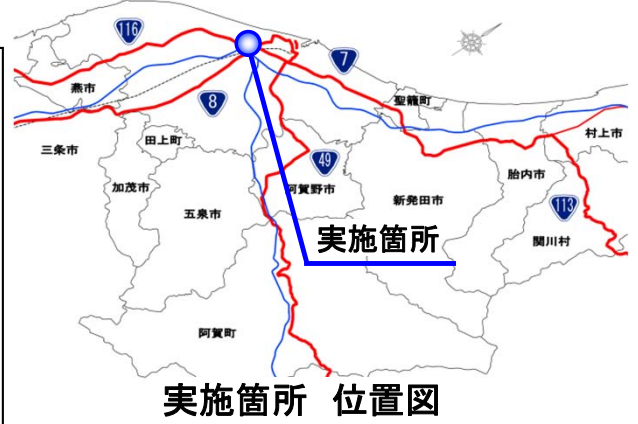 116
7
燕市
聖籠町
8
村上市
三条市
田上町
49
胎内市
加茂市
阿賀野市
新発田市
113
五泉市
実施箇所
関川村
阿賀町
実施箇所 位置図